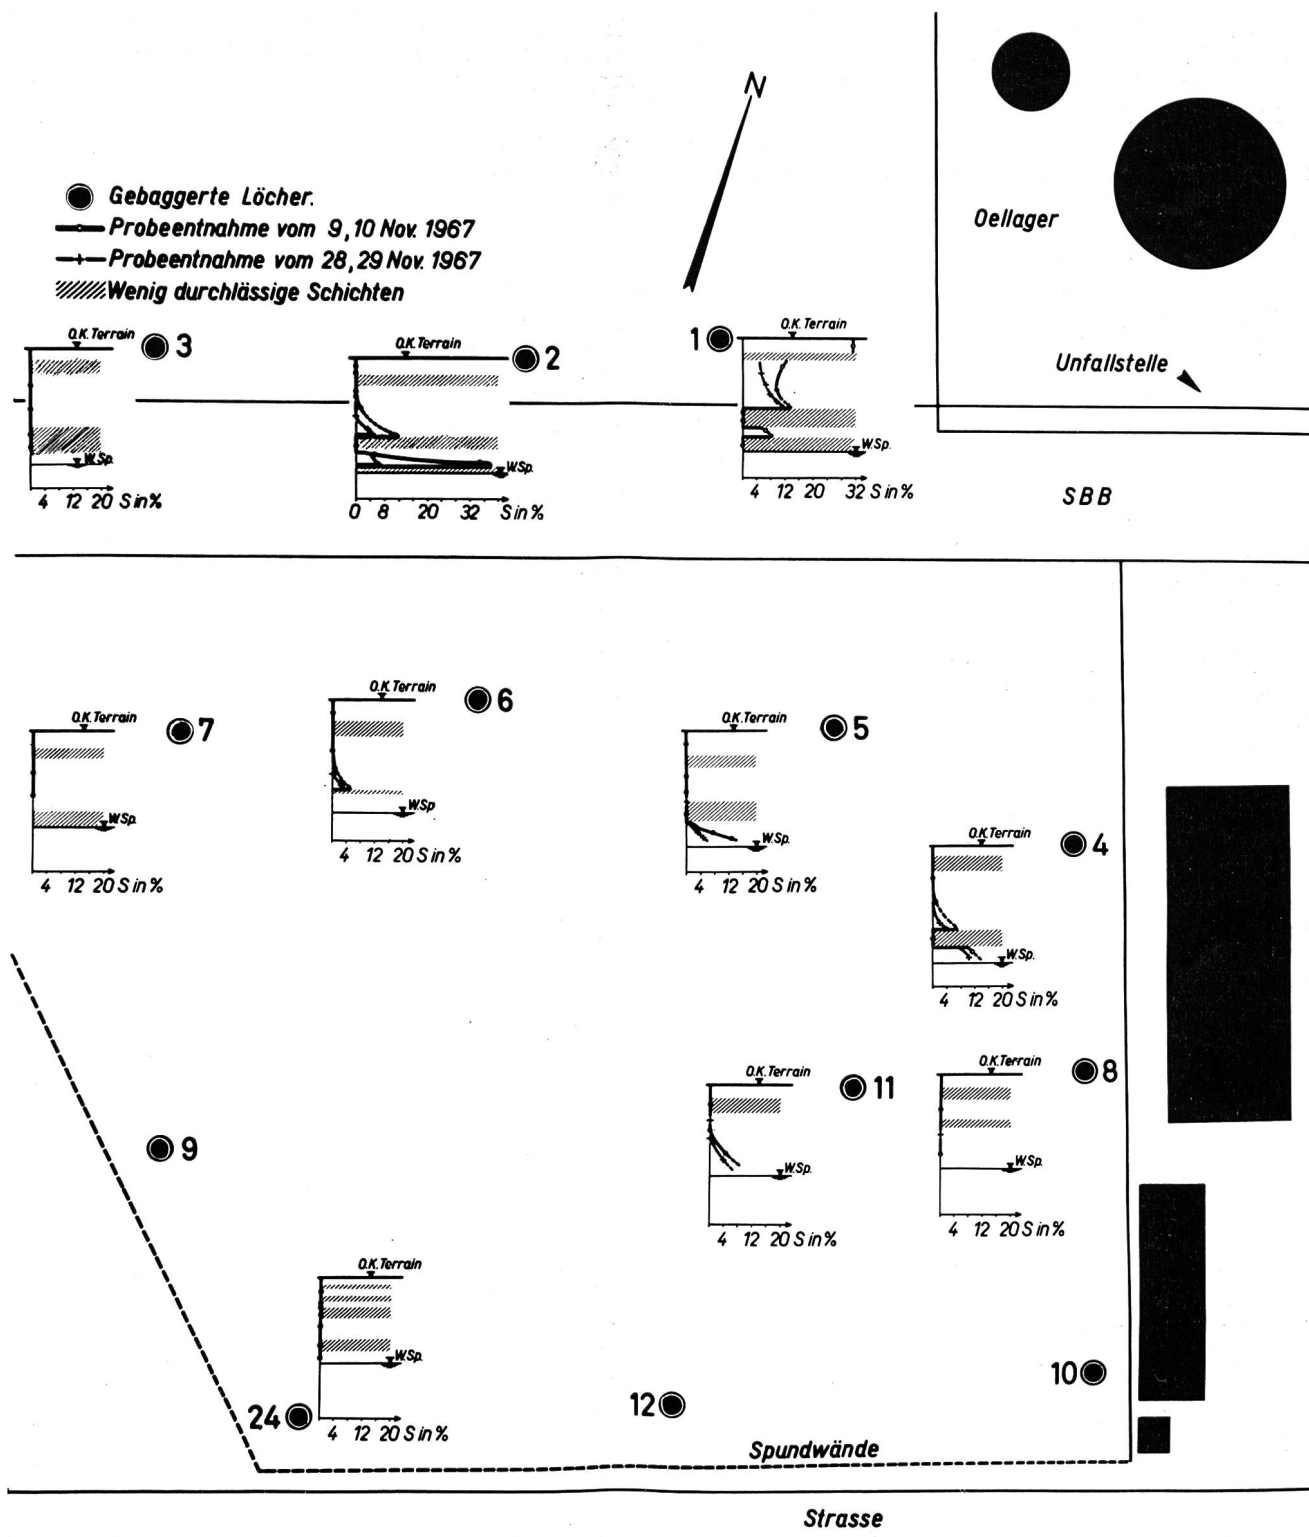 N
Gebaggerte Löcher.
Probeentnahme vom 9,10 Nov. 1967
Probeentnahme vom 28,29 Nov. 1967
Wenig durchlässige Schichten
Oellager
Unfallstelle
SBB
O.K. Terrain
3
W.Sp.
4 12 20 S in %
O.K. Terrain
2
W.Sp.
0 8 20 32 S in %
1
O.K. Terrain
W.Sp.
4 12 20 32 S in %
O.K. Terrain
7
W.Sp.
4 12 20 S in %
O.K. Terrain
6
W.Sp
4 12 20 S in %
O.K. Terrain
5
W.Sp.
4 12 20 S in %
O.K. Terrain
4
W.Sp.
4 12 20 S in %
O.K. Terrain
11
W.Sp.
4 12 20 S in %
O.K. Terrain
8
W.Sp.
4 12 20 S in %
9
O.K. Terrain
W.Sp.
24
4 12 20 S in %
12
10
Spundwände
Strasse